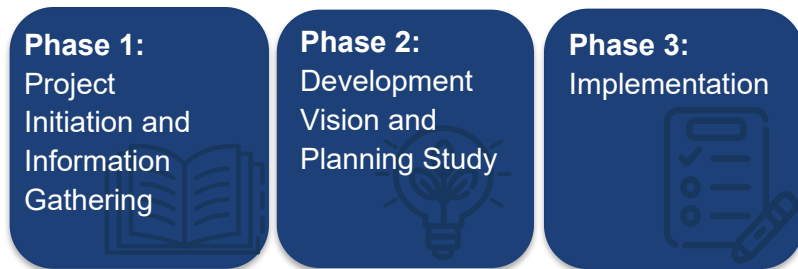 Phase 1:
Project
Initiation and
Information
Gathering
Phase 2:
Development
Vision and
Planning Study
Phase 3:
Implementation